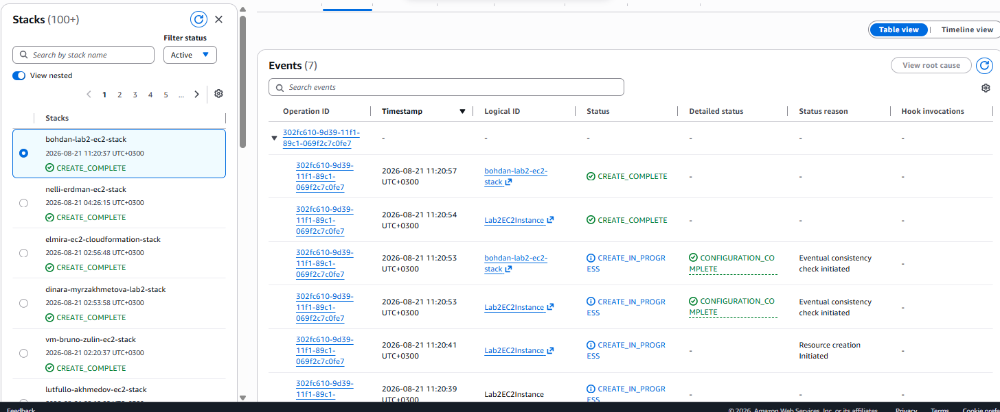 Stacks (100+)
Filter status
Search by stack name
Active
View nested
1 2 3 4 5 ...
Stacks
bohdan-lab2-ec2-stack
2026-08-21 11:20:37 UTC+0300
CREATE_COMPLETE
nelli-erdman-ec2-stack
2026-08-21 04:26:15 UTC+0300
CREATE_COMPLETE
elmira-ec2-cloudformation-stack
2026-08-21 02:56:48 UTC+0300
CREATE_COMPLETE
dinara-myrzakhmetova-lab2-stack
2026-08-21 02:53:58 UTC+0300
CREATE_COMPLETE
vm-bruno-zulin-ec2-stack
2026-08-21 02:20:37 UTC+0300
CREATE_COMPLETE
lutfullo-akhmedov-ec2-stack
Table view
Timeline view
Events (7)
View root cause
Search events
Operation ID Timestamp Logical ID Status Detailed status Status reason Hook invocations
302fc610-9d39-11f1-
89c1-069f2c7c0fe7
- - - - - -
302fc610-9d39-
11f1-89c1-
069f2c7c0fe7
2026-08-21 11:20:57
UTC+0300
bohdan-lab2-ec2-
stack
CREATE_COMPLETE
- - -
302fc610-9d39-
11f1-89c1-
069f2c7c0fe7
2026-08-21 11:20:54
UTC+0300
Lab2EC2Instance
CREATE_COMPLETE
- - -
302fc610-9d39-
11f1-89c1-
069f2c7c0fe7
2026-08-21 11:20:53
UTC+0300
bohdan-lab2-ec2-
stack
CREATE_IN_PROGR
ESS
CONFIGURATION_CO
MPLETE
Eventual consistency
check initiated
-
302fc610-9d39-
11f1-89c1-
069f2c7c0fe7
2026-08-21 11:20:53
UTC+0300
Lab2EC2Instance
CREATE_IN_PROGR
ESS
CONFIGURATION_CO
MPLETE
Eventual consistency
check initiated
-
302fc610-9d39-
11f1-89c1-
069f2c7c0fe7
2026-08-21 11:20:41
UTC+0300
Lab2EC2Instance
CREATE_IN_PROGR
ESS
-
Resource creation
Initiated
-
302fc610-9d39-
11f1-89c1-
2026-08-21 11:20:39
UTC+0300
Lab2EC2Instance
CREATE_IN_PROGR
ESS
- - -
Feedback
© 2026, Amazon Web Services, Inc. or its affiliates.
Privacy
Terms
Cookie prefe